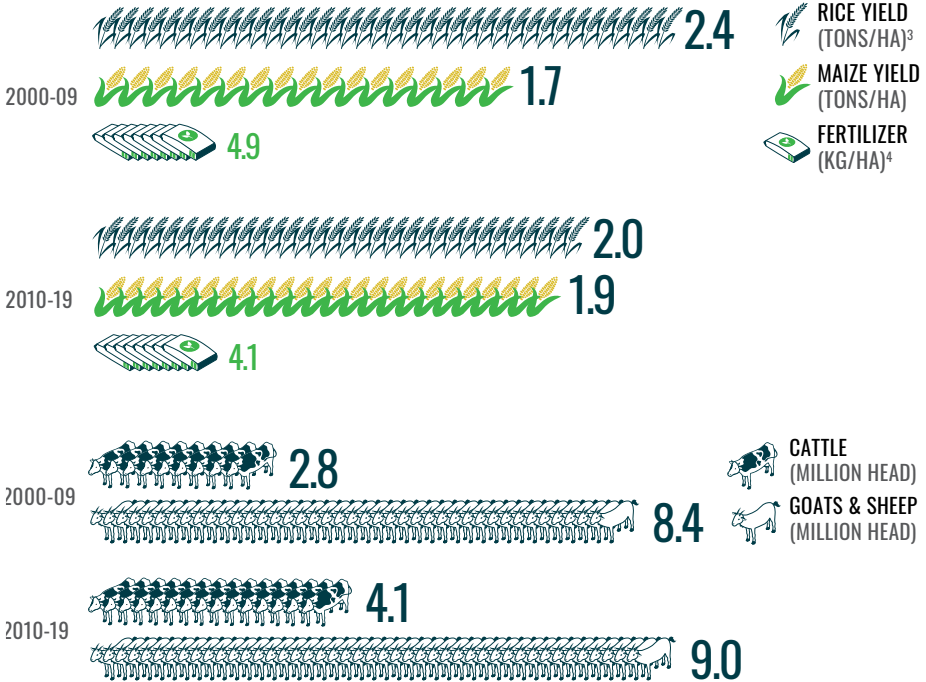 2.4
RICE YIELD
(TONS/HA)³
2000-09
1.7
MAIZE YIELD
(TONS/HA)
4.9
FERTILIZER
(KG/HA)⁴
2.0
2010-19
1.9
4.1
2000-09
2.8
CATTLE
(MILLION HEAD)
8.4
GOATS & SHEEP
(MILLION HEAD)
2010-19
4.1
9.0